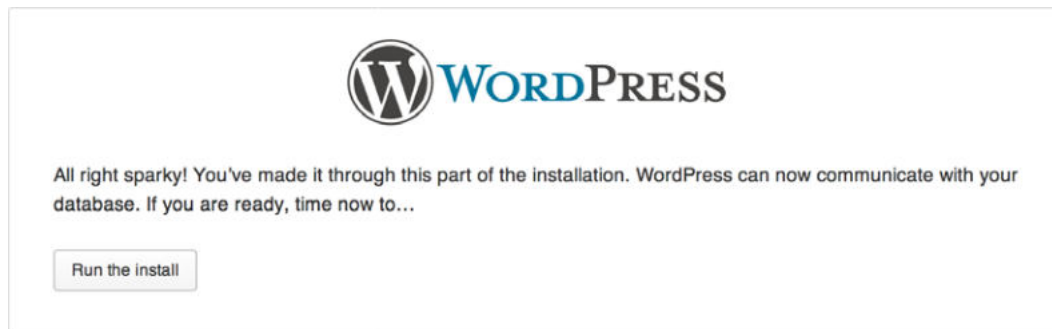 WORDPRESS
All right sparky! You've made it through this part of the installation. WordPress can now communicate with your
database. If you are ready, time now to…
Run the install